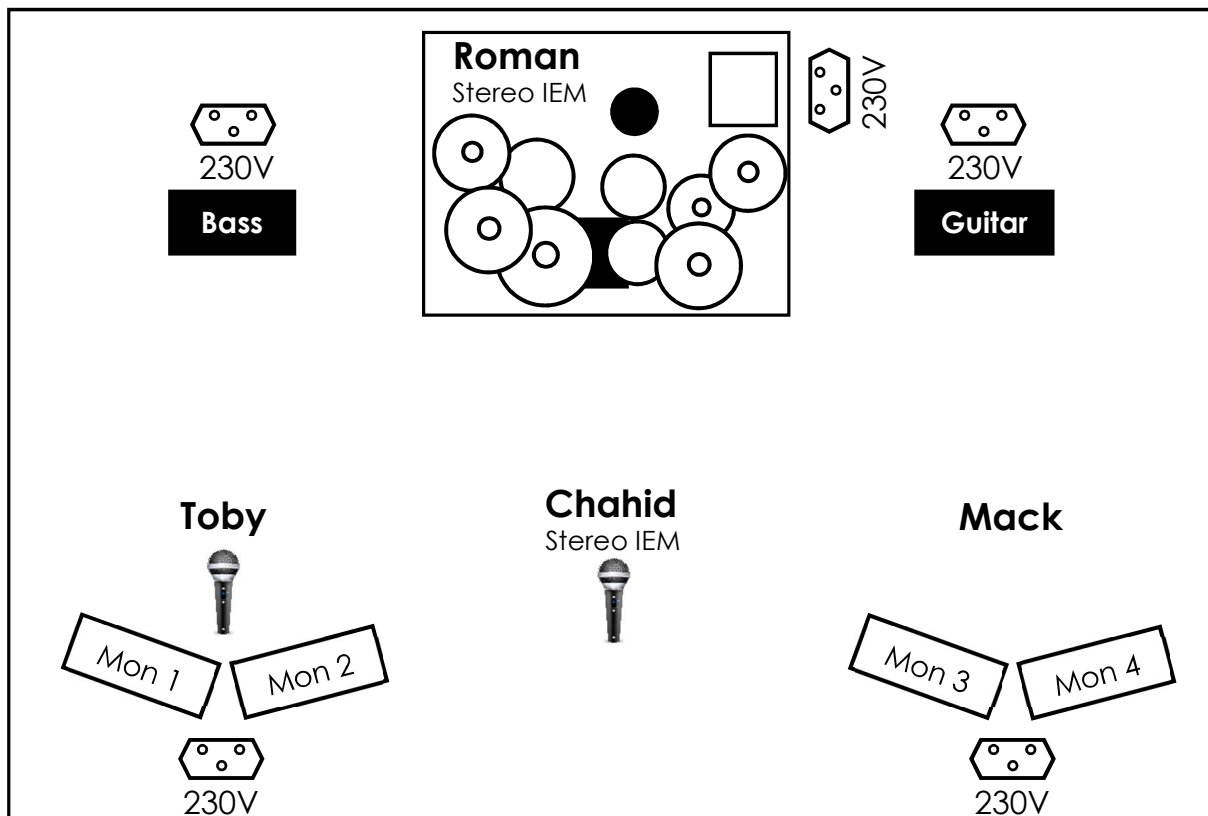 Roman
Stereo IEM
230V
230V
230V
Bass
Guitar
Toby
Chahid
Stereo IEM
Mack
Mon 1
Mon 2
Mon 3
Mon 4
230V
230V